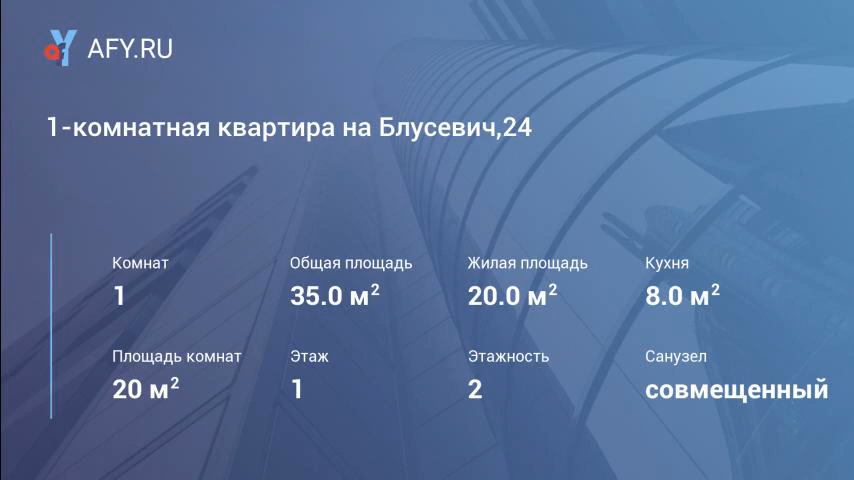 AFY.RU
1-комнатная квартира на Блусевич,24
Комнат Общая площадь Жилая площадь Кухня
1 35.0 м² 20.0 м² 8.0 м²
Площадь комнат Этаж Этажность Санузел
20 м² 1 2 совмещенный